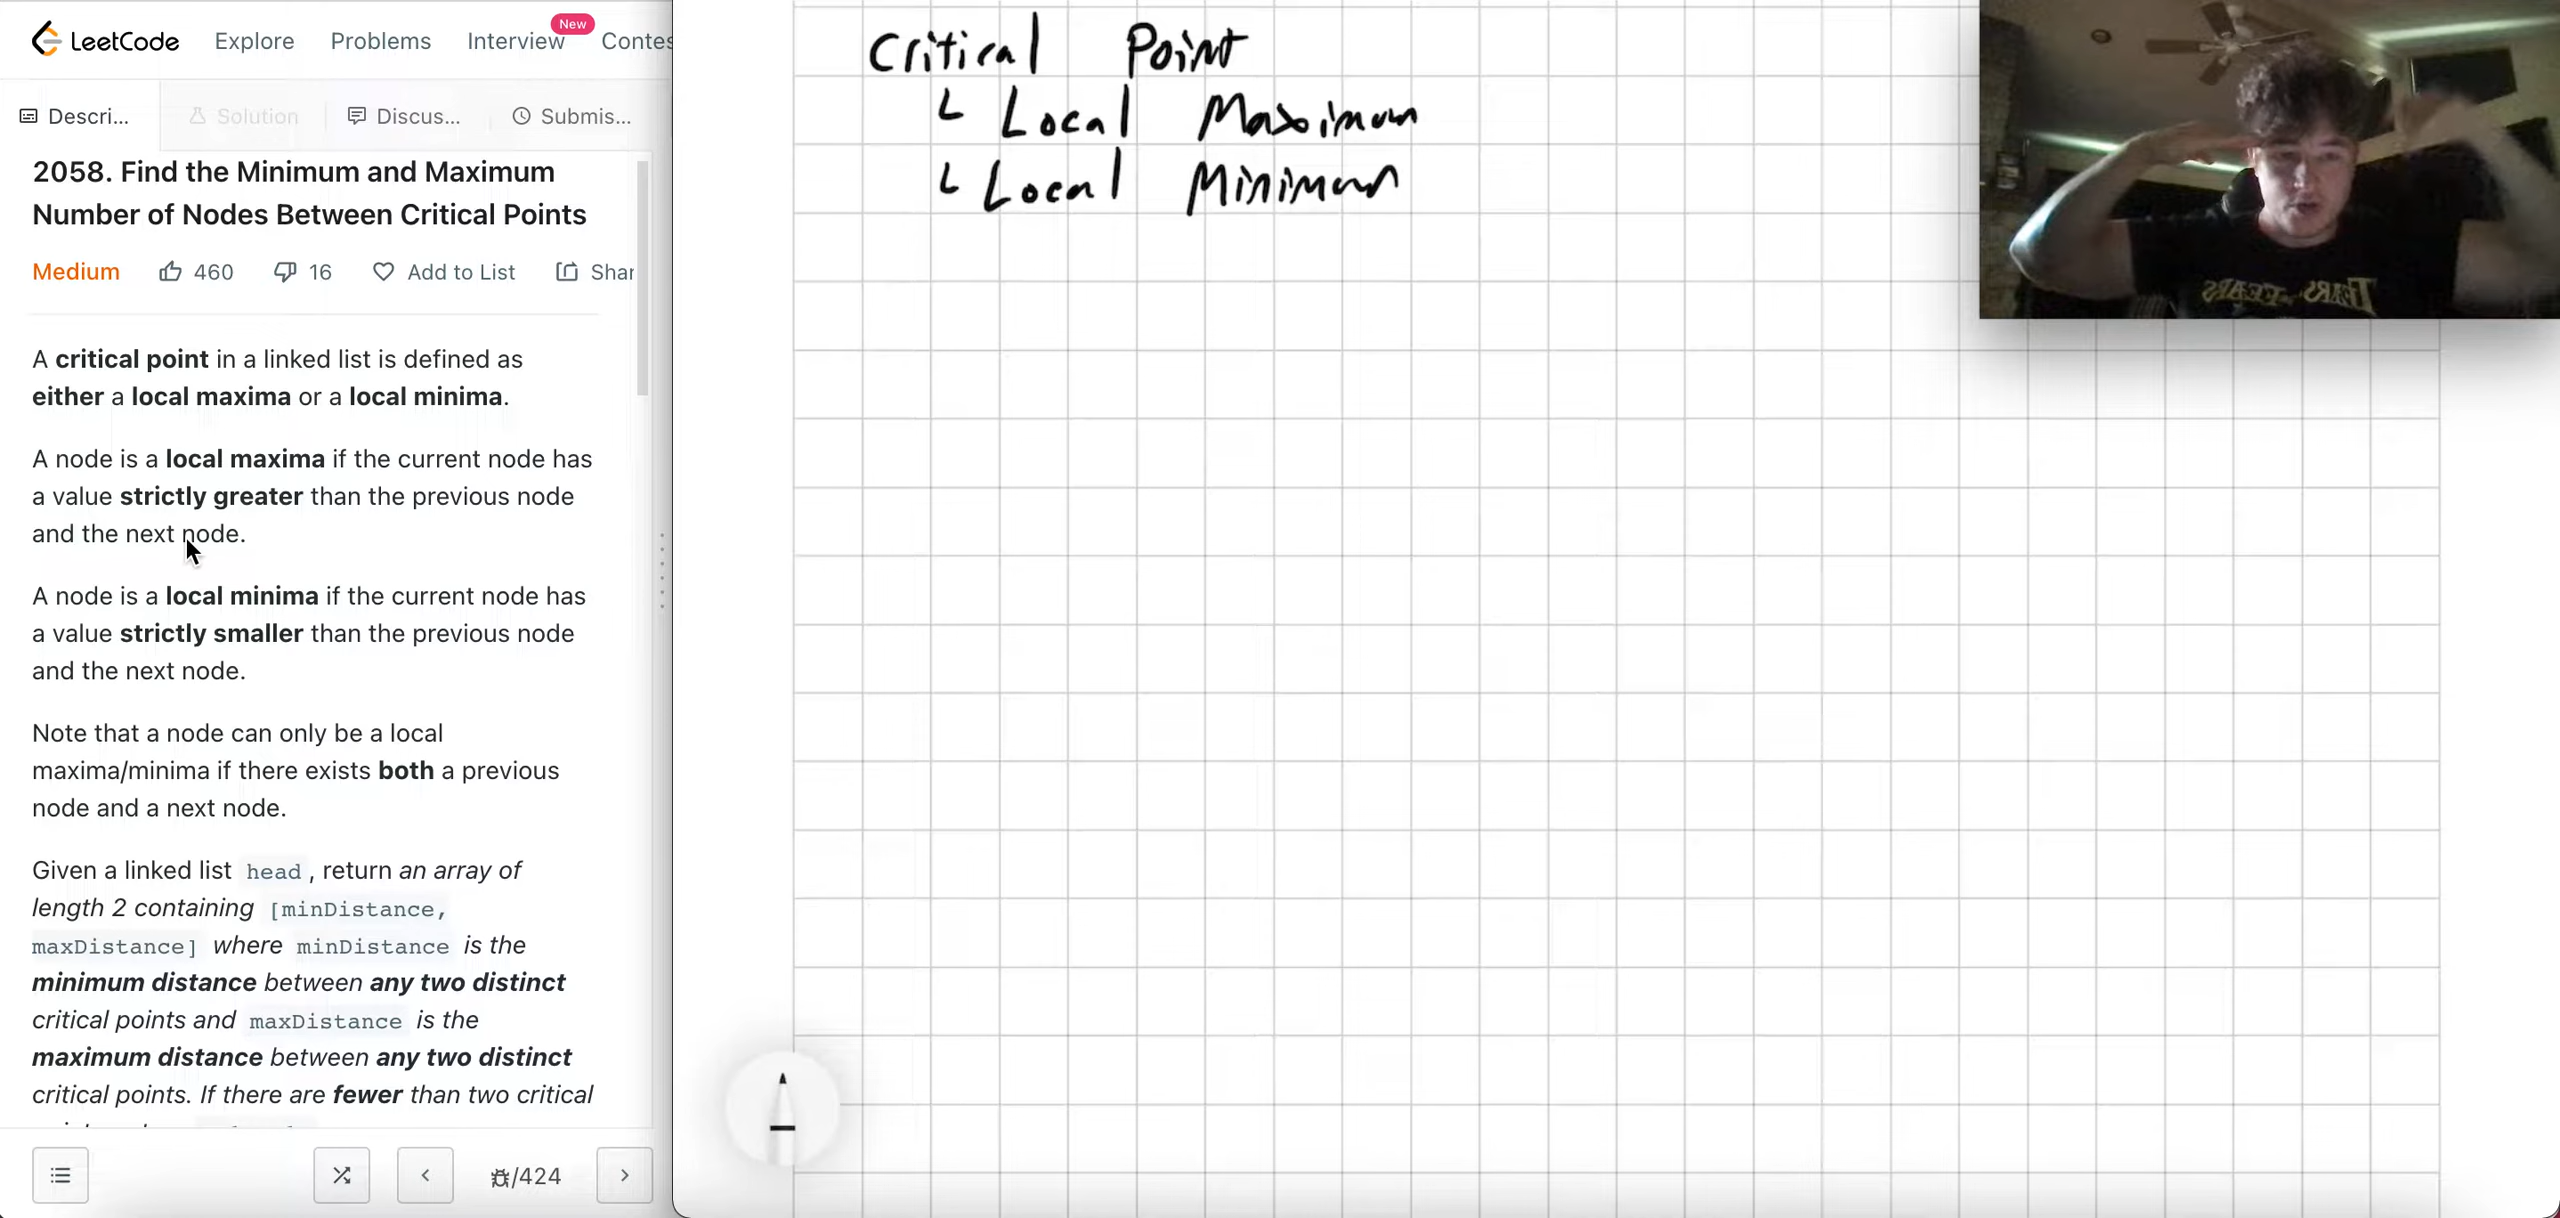 LeetCode Explore Problems Interview New Contes
Descri... Solution Discus... Submis...
2058. Find the Minimum and Maximum
Number of Nodes Between Critical Points
Medium 460 16 Add to List Shar
A critical point in a linked list is defined as
either a local maxima or a local minima.
A node is a local maxima if the current node has
a value strictly greater than the previous node
and the next node.
A node is a local minima if the current node has
a value strictly smaller than the previous node
and the next node.
Note that a node can only be a local
maxima/minima if there exists both a previous
node and a next node.
Given a linked list head , return an array of
length 2 containing [minDistance,
maxDistance] where minDistance is the
minimum distance between any two distinct
critical points and maxDistance is the
maximum distance between any two distinct
critical points. If there are fewer than two critical
/424
Critical Point
Local Maximum
Local Minimum
TEARS FEARS